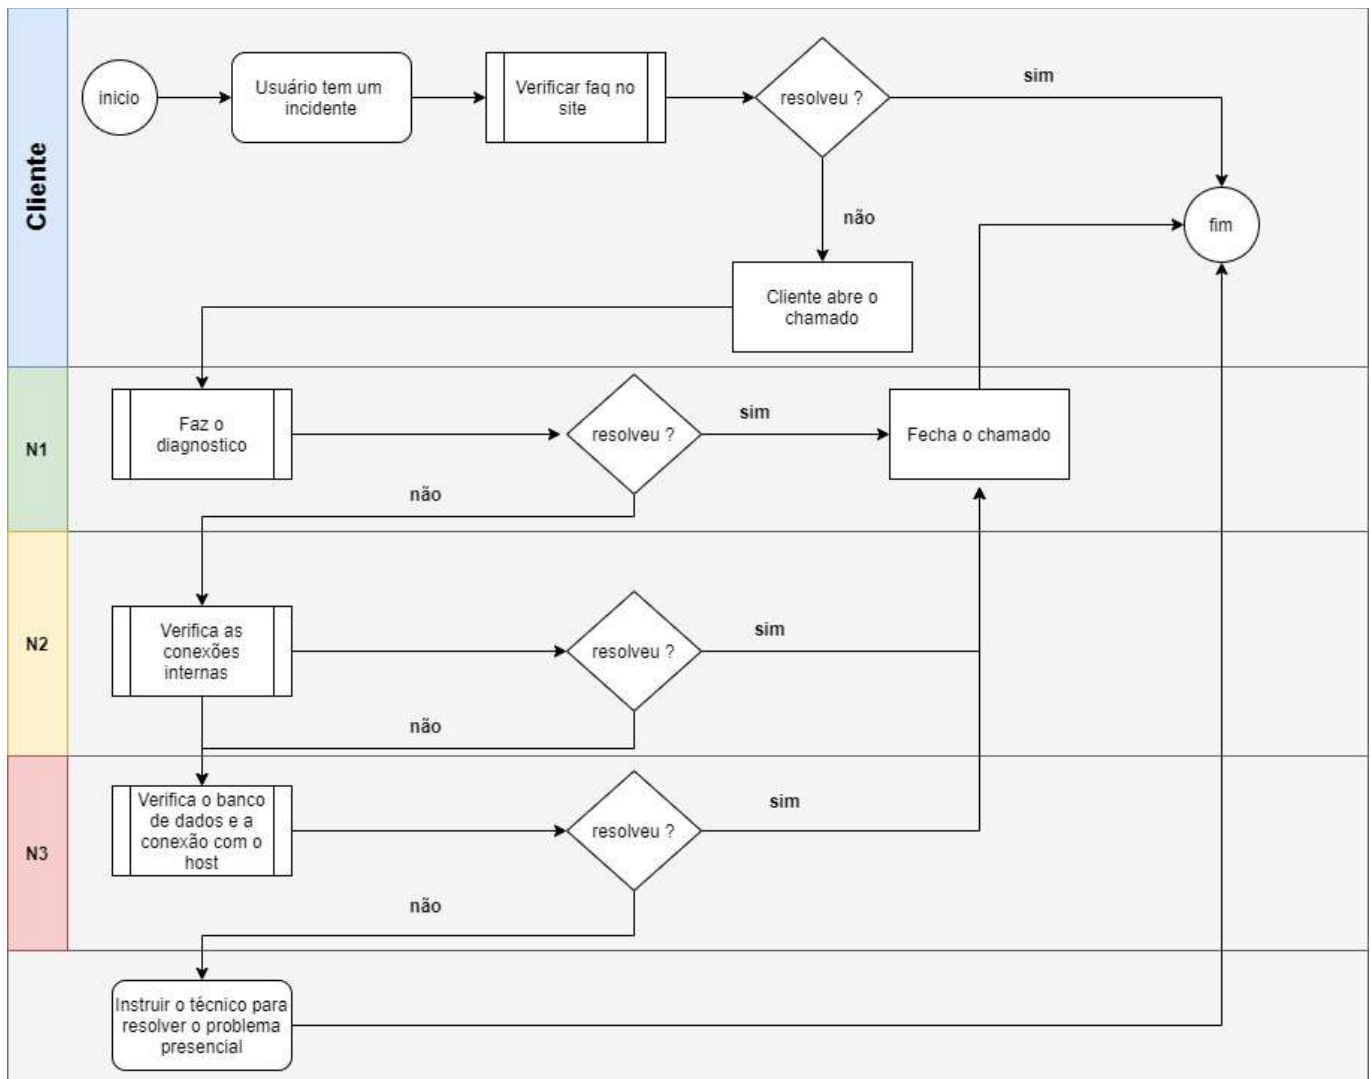 Cliente
inicio
Usuário tem um
incidente
Verificar faq no
site
resolveu ?
sim
não
fim
Cliente abre o
chamado
N1
Faz o
diagnostico
resolveu ?
sim
Fecha o chamado
não
N2
Verifica as
conexões
internas
resolveu ?
sim
não
N3
Verifica o banco
de dados e a
conexão com o
host
resolveu ?
sim
não
Instruir o técnico para
resolver o problema
presencial